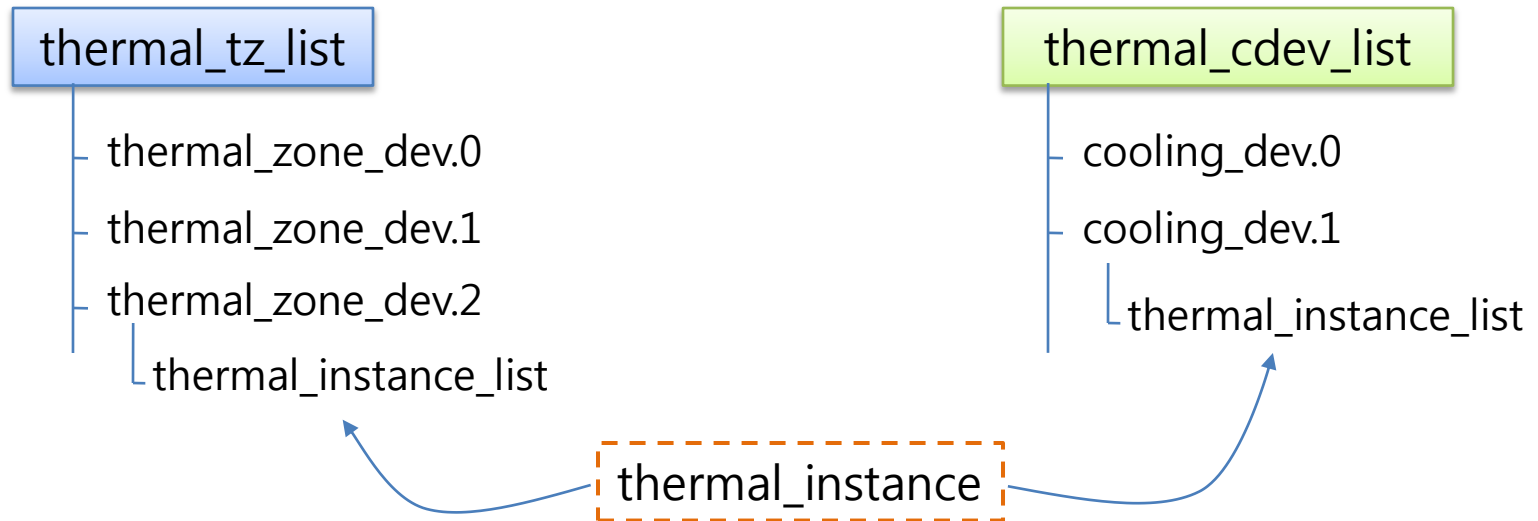 thermal_tz_list
thermal_zone_dev.0
thermal_zone_dev.1
thermal_zone_dev.2
thermal_instance_list
thermal_cdev_list
cooling_dev.0
cooling_dev.1
thermal_instance_list
thermal_instance